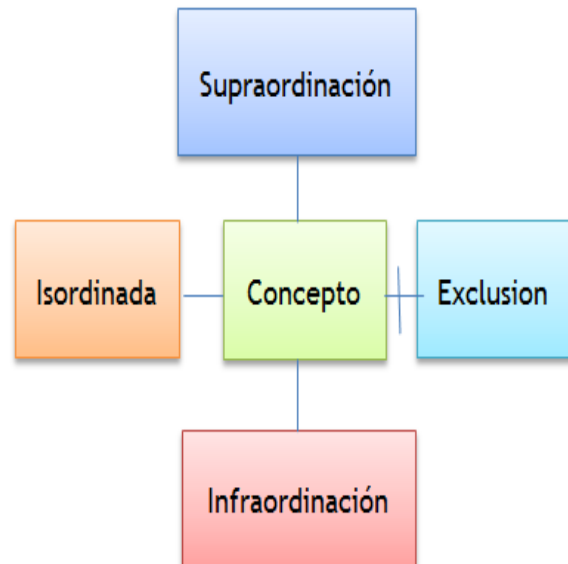 Supraordinación
Isordinada
Concepto
Exclusion
Infraordinación